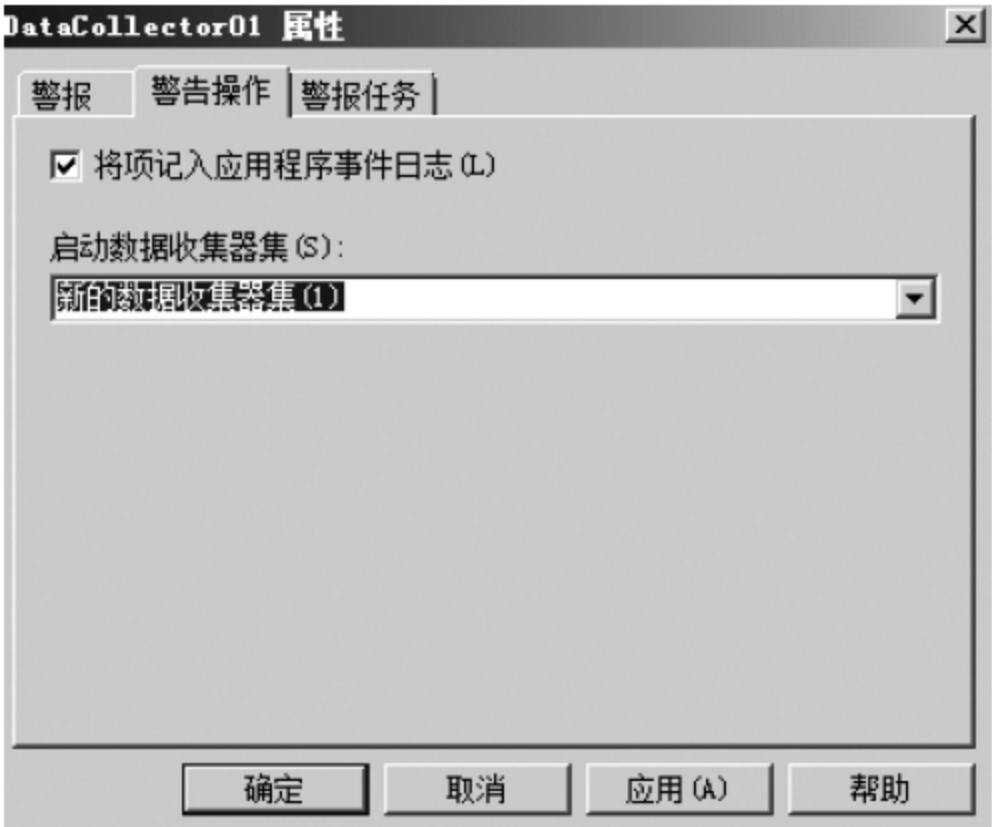 DataCollector01 属性
警报 警告操作 警报任务
将项记入应用程序事件日志(L)
启动数据收集器集(S):
新的数据收集器集(1)
确定 取消 应用(A) 帮助